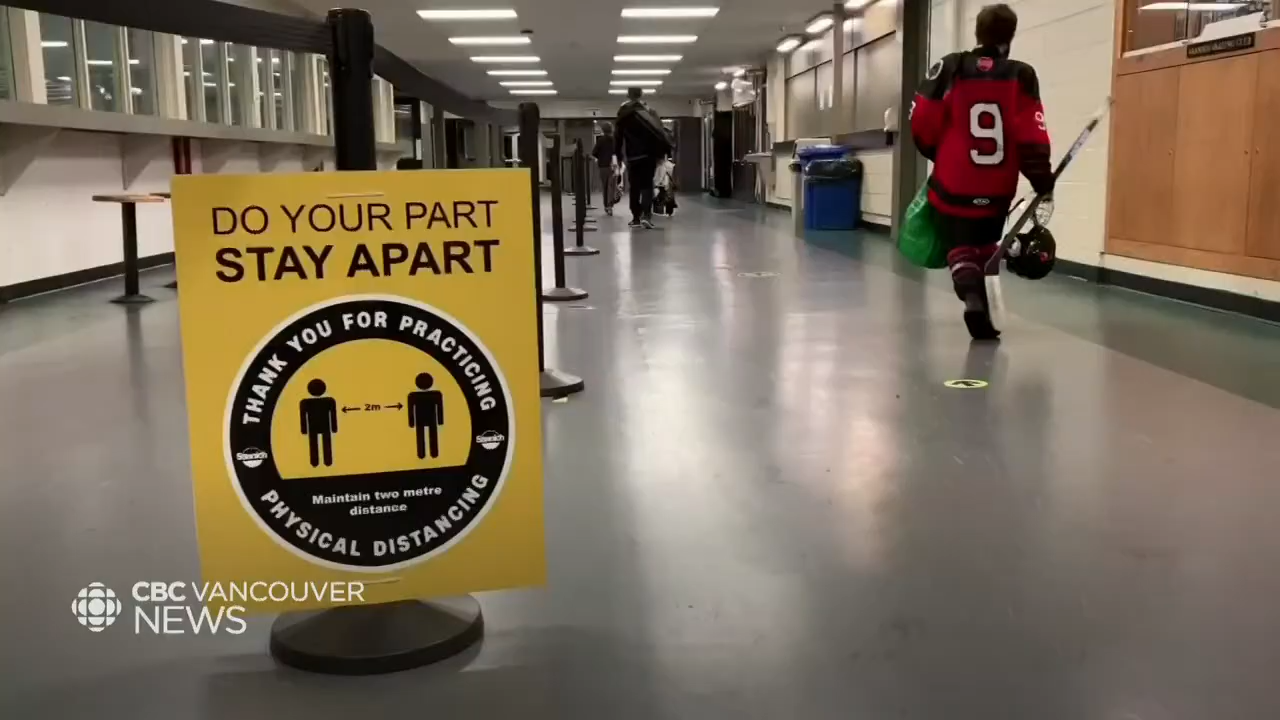 DO YOUR PART
STAY APART
THANK YOU FOR PRACTICING
2m
Maintain two metre
distance
PHYSICAL DISTANCING
9
9
CBC VANCOUVER
NEWS